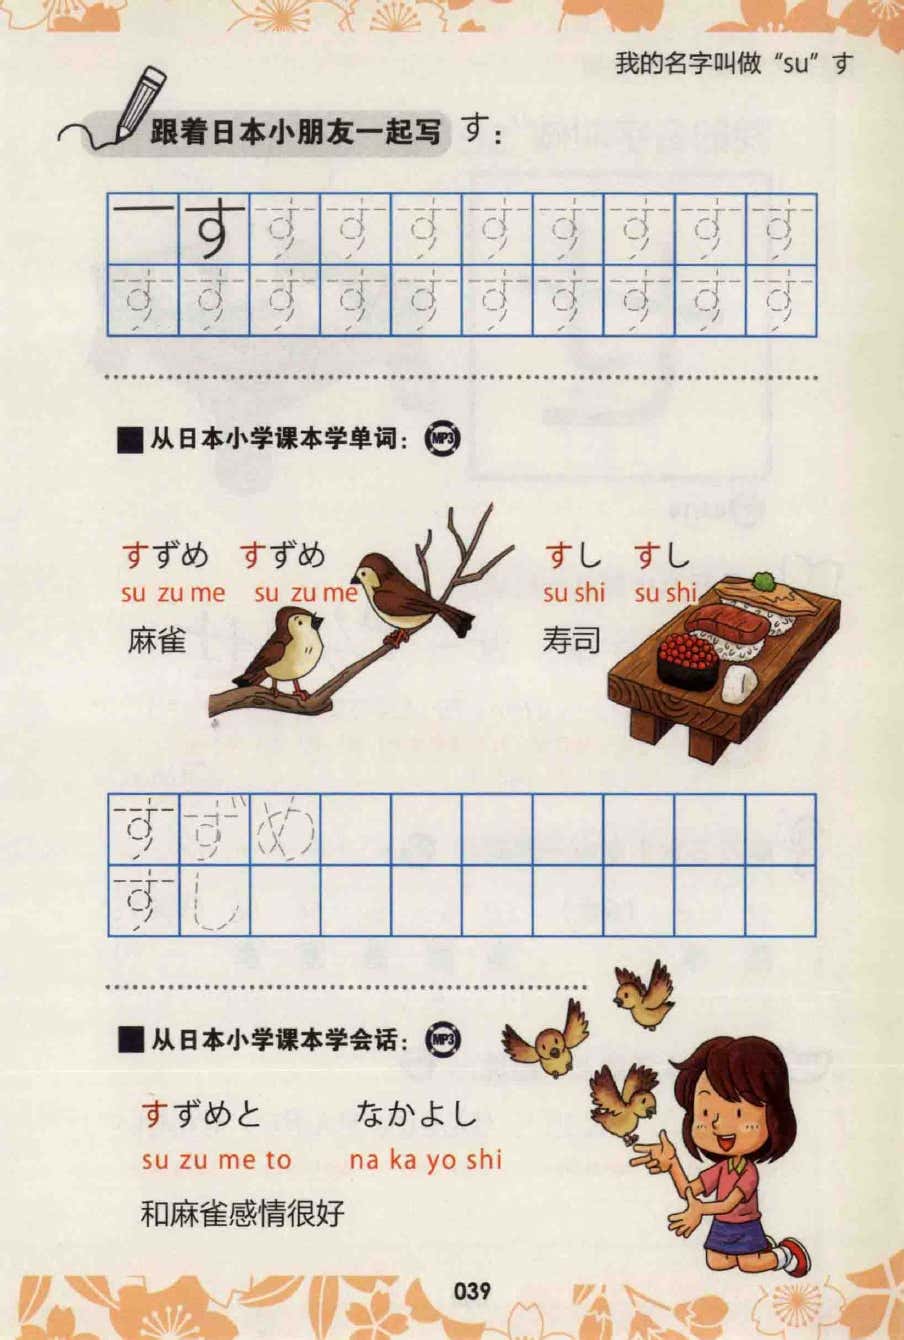 我的名字叫做“su”す
跟着日本小朋友一起写 す：
一 す す す す す す す す す
す す す す す す す す す す
■从日本小学课本学单词： MP3
すずめ すずめ すし すし
su zu me su zu me su shi su shi
麻雀 寿司
す ず め
す し
■从日本小学课本学会话： MP3
すずめと なかよし
su zu me to na ka yo shi
和麻雀感情很好
039